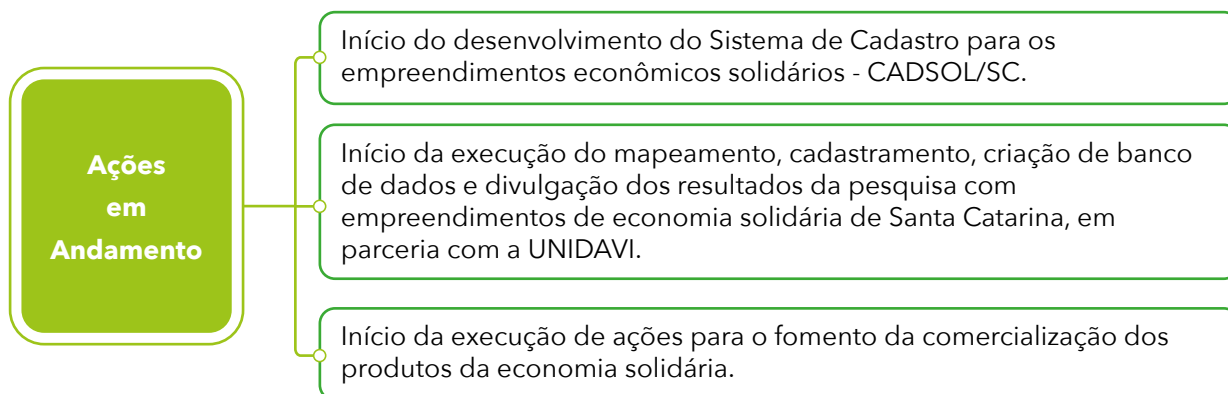 Ações
em
Andamento
Início do desenvolvimento do Sistema de Cadastro para os
empreendimentos econômicos solidários - CADSOL/SC.
Início da execução do mapeamento, cadastramento, criação de banco
de dados e divulgação dos resultados da pesquisa com
empreendimentos de economia solidária de Santa Catarina, em
parceria com a UNIDAVI.
Início da execução de ações para o fomento da comercialização dos
produtos da economia solidária.